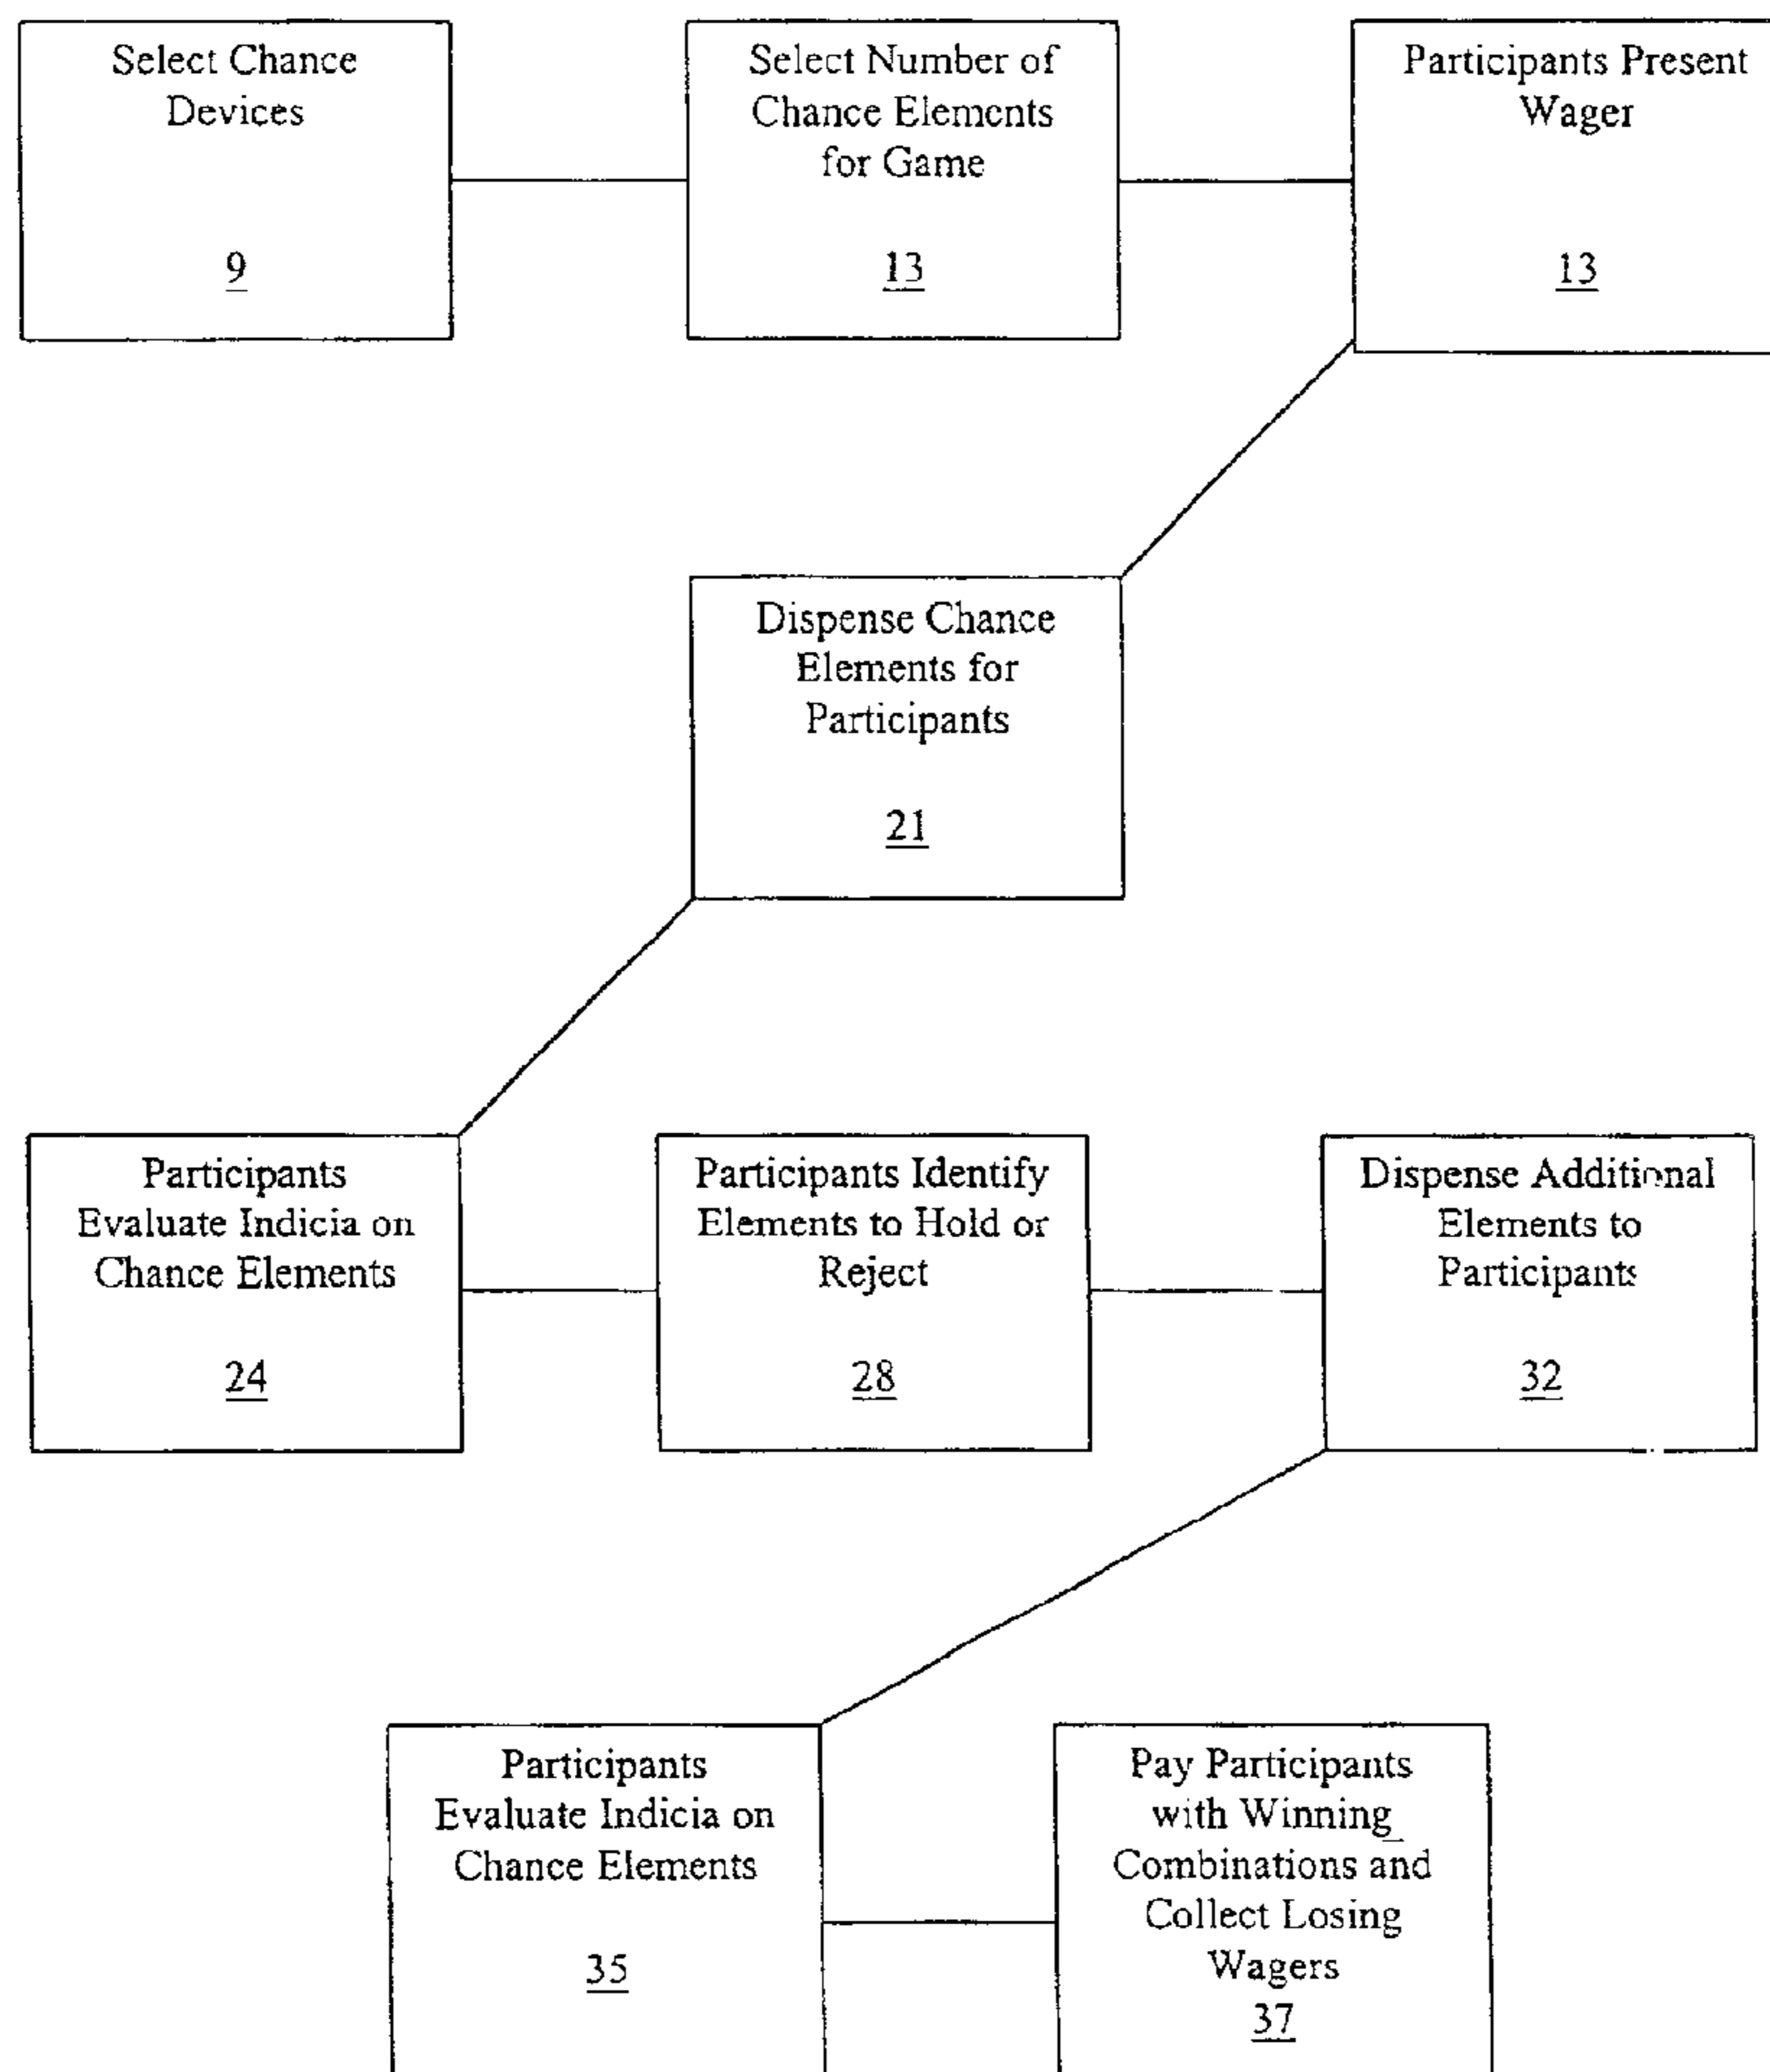 Select Chance
Devices
9
Select Number of
Chance Elements
for Game
13
Participants Present
Wager
13
Dispense Chance
Elements for
Participants
21
Participants
Evaluate Indicia on
Chance Elements
24
Participants Identify
Elements to Hold or
Reject
28
Dispense Additional
Elements to
Participants
32
Participants
Evaluate Indicia on
Chance Elements
35
Pay Participants
with Winning
Combinations and
Collect Losing
Wagers
37